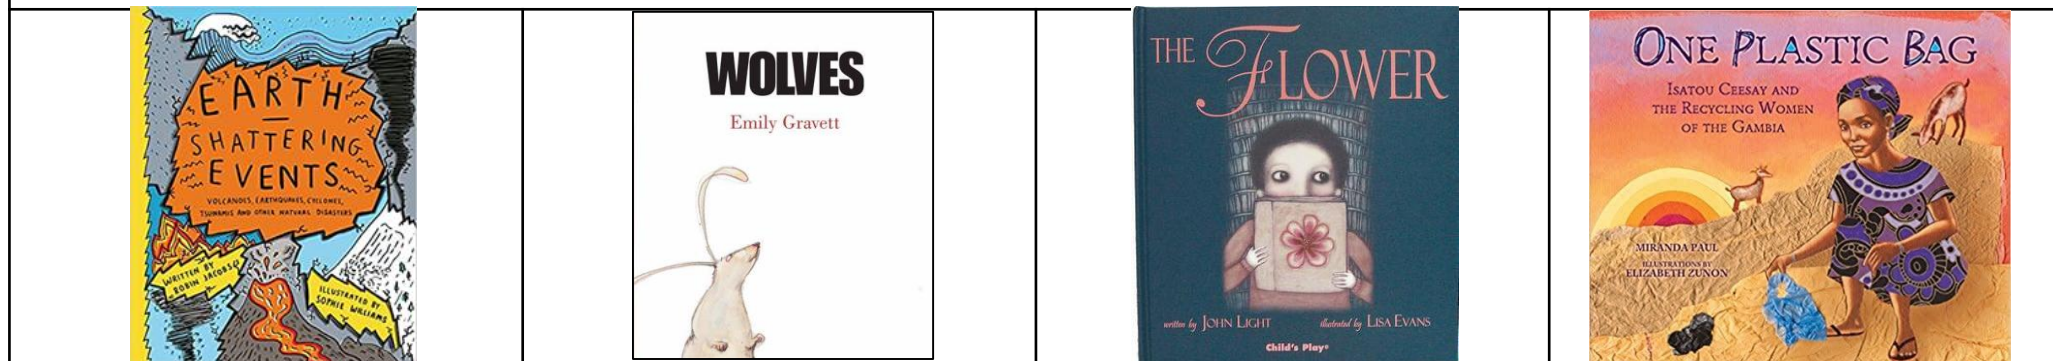 EARTH
SHATTERING
EVENTS
VOLCANOES, EARTHQUAKES, CYCLONES,
TSUNAMIS AND OTHER NATURAL DISASTERS
WRITTEN BY
ROBIN JACOBS
ILLUSTRATED BY
SOPHIE WILLIAMS
WOLVES
Emily Gravett
THE FLOWER
written by JOHN LIGHT illustrated by LISA EVANS
Child's Play®
ONE PLASTIC BAG
ISATOU CEESAY AND
THE RECYCLING WOMEN
OF THE GAMBIA
MIRANDA PAUL
ILLUSTRATIONS BY
ELIZABETH ZUNON